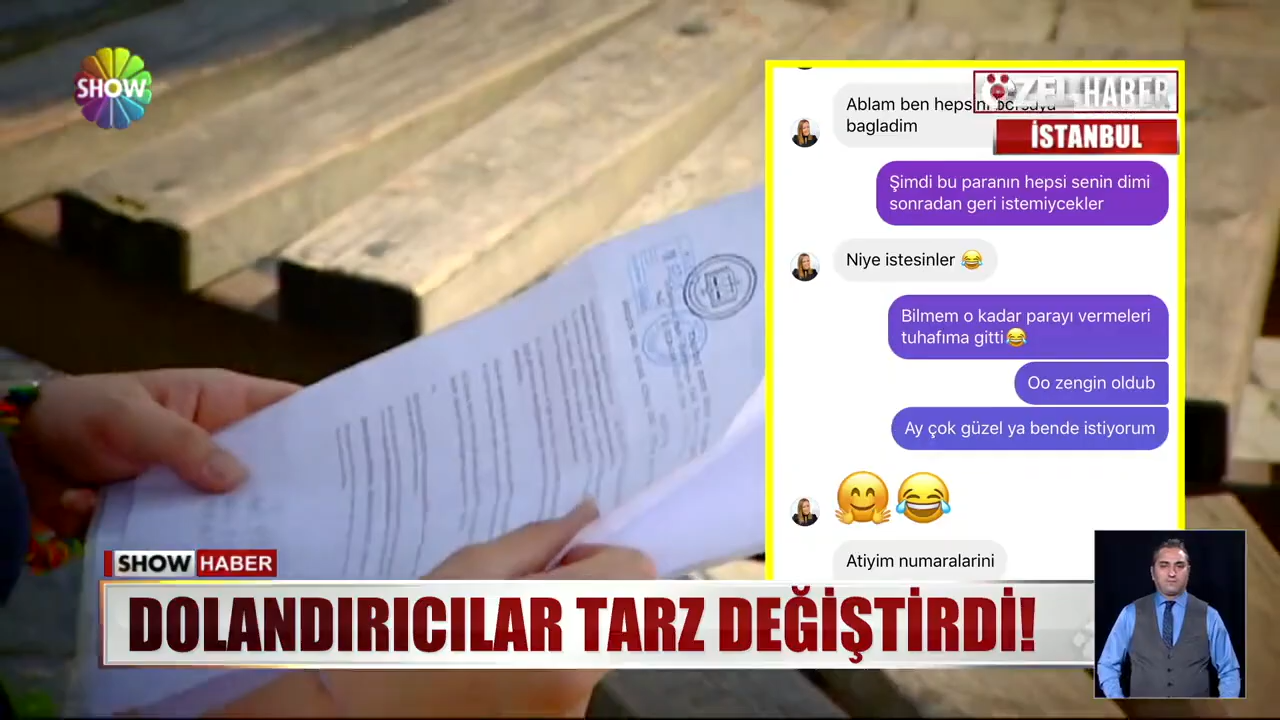 SHOW
ÖZEL HABER
İSTANBUL
Ablam ben hepsini borsaya
bagladim
Şimdi bu paranın hepsi senin dimi
sonradan geri istemiycekler
Niye istesinler 😂
Bilmem o kadar parayı vermeleri
tuhafıma gitti😂
Oo zengin oldub
Ay çok güzel ya bende istiyorum
🤗😂
Atiyim numaralarini
SHOW HABER
DOLANDIRICILAR TARZ DEĞİŞTİRDİ!